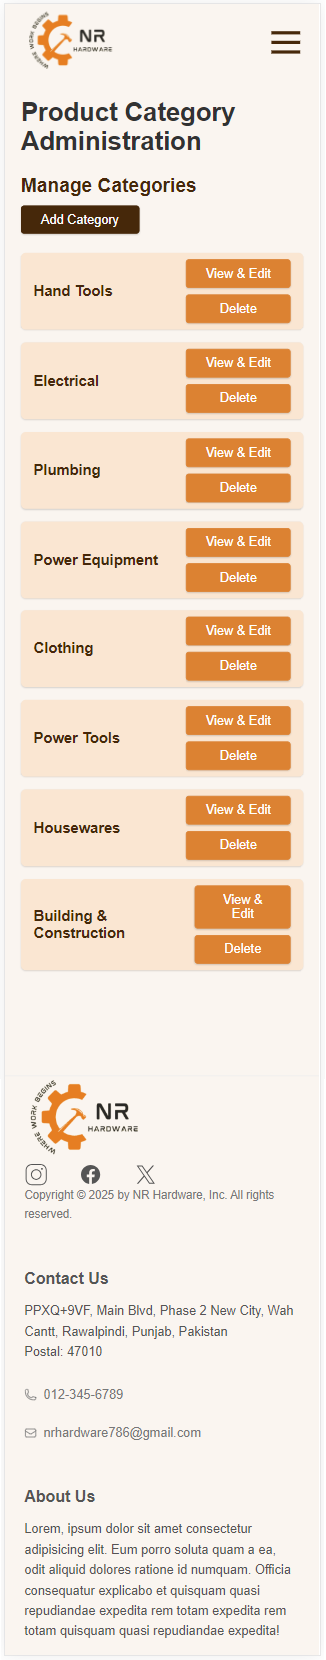 WHERE WORK BEGINS
NR
HARDWARE
Product Category
Administration
Manage Categories
Add Category
Hand Tools
View & Edit
Delete
Electrical
View & Edit
Delete
Plumbing
View & Edit
Delete
Power Equipment
View & Edit
Delete
Clothing
View & Edit
Delete
Power Tools
View & Edit
Delete
Housewares
View & Edit
Delete
Building &
Construction
View &
Edit
Delete
WHERE WORK BEGINS
NR
HARDWARE
Copyright © 2025 by NR Hardware, Inc. All rights
reserved.
Contact Us
PPXQ+9VF, Main Blvd, Phase 2 New City, Wah
Cantt, Rawalpindi, Punjab, Pakistan
Postal: 47010
012-345-6789
nrhardware786@gmail.com
About Us
Lorem, ipsum dolor sit amet consectetur
adipisicing elit. Eum porro soluta quam a ea,
odit aliquid dolores ratione id numquam. Officia
consequatur explicabo et quisquam quasi
repudiandae expedita rem totam expedita rem
totam quisquam quasi repudiandae expedita!